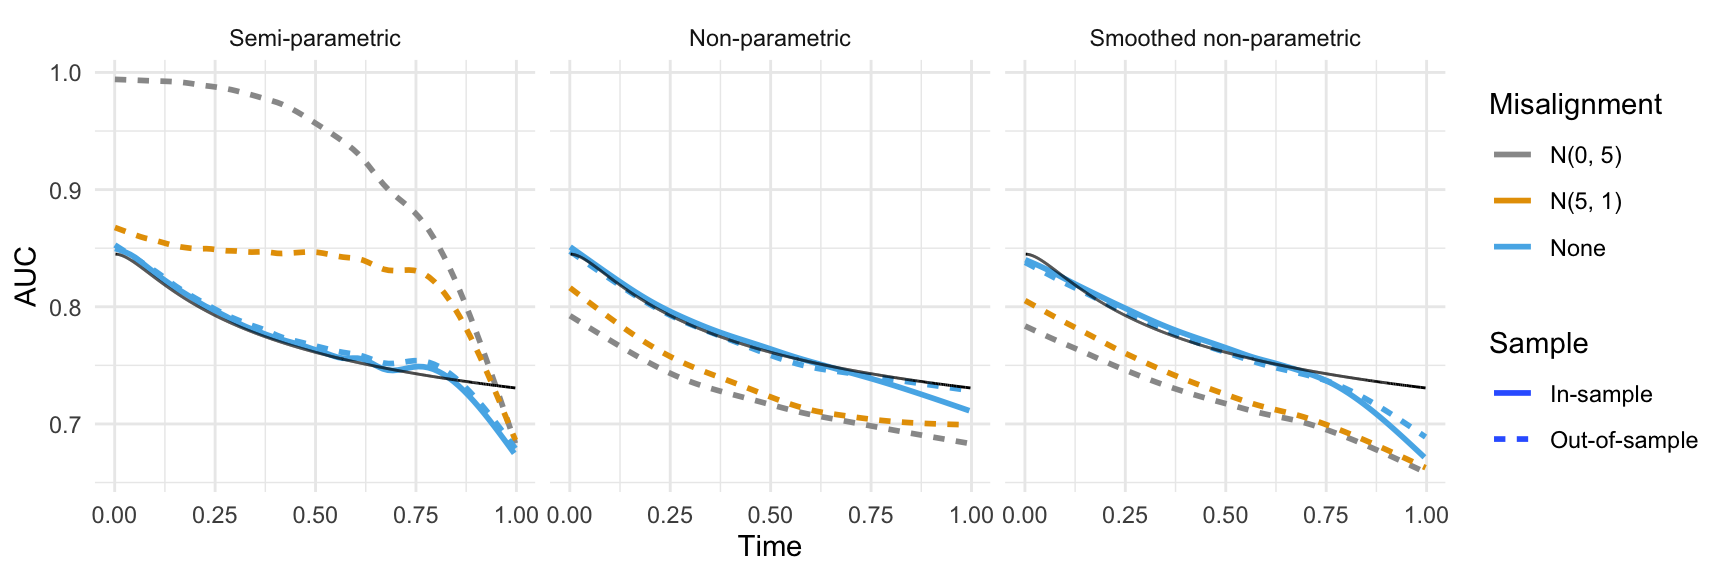 Semi-parametric
Non-parametric
Smoothed non-parametric
AUC
1.0
0.9
0.8
0.7
0.00 0.25 0.50 0.75 1.00
0.00 0.25 0.50 0.75 1.00
0.00 0.25 0.50 0.75 1.00
Time
Misalignment
N(0, 5)
N(5, 1)
None
Sample
In-sample
Out-of-sample